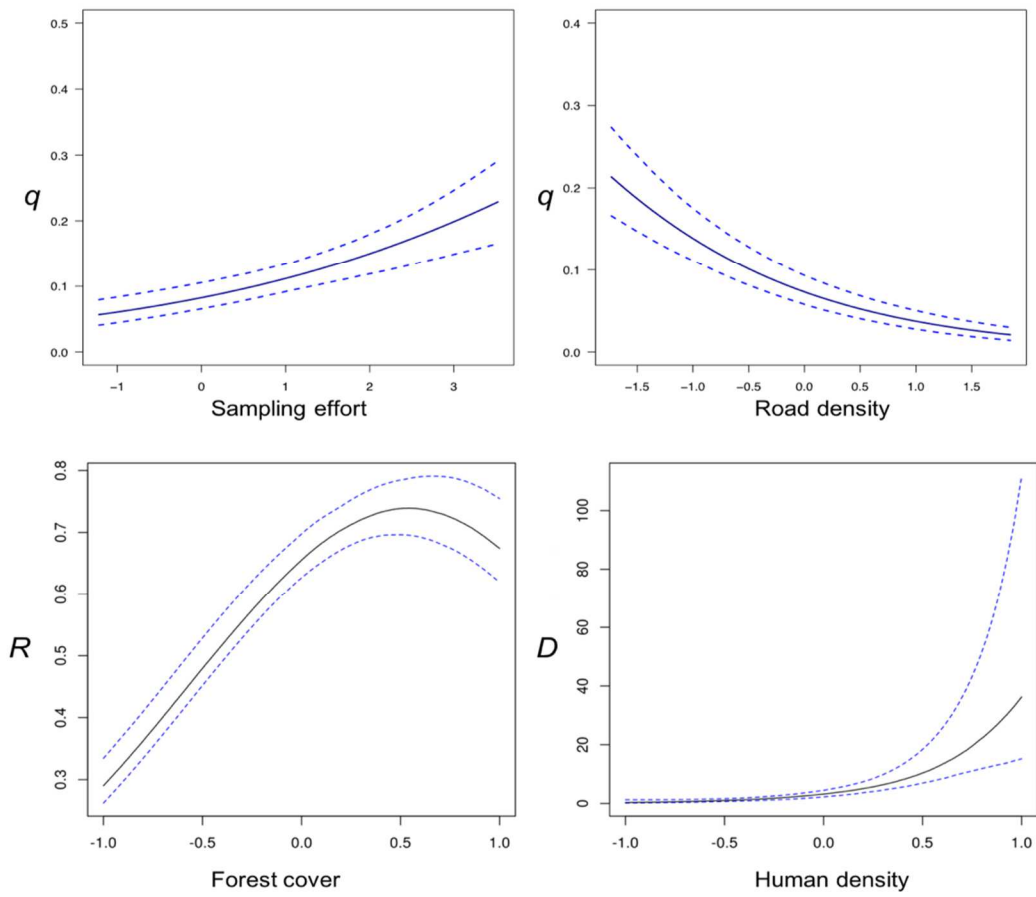 0.5
0.4
0.3
0.2
0.1
0.0
q
−1 0 1 2 3
Sampling effort
0.4
0.3
0.2
0.1
0.0
q
−1.5 −1.0 −0.5 0.0 0.5 1.0 1.5
Road density
0.8
0.7
0.6
0.5
0.4
0.3
R
-1.0 -0.5 0.0 0.5 1.0
Forest cover
100
80
60
40
20
0
D
-1.0 -0.5 0.0 0.5 1.0
Human density